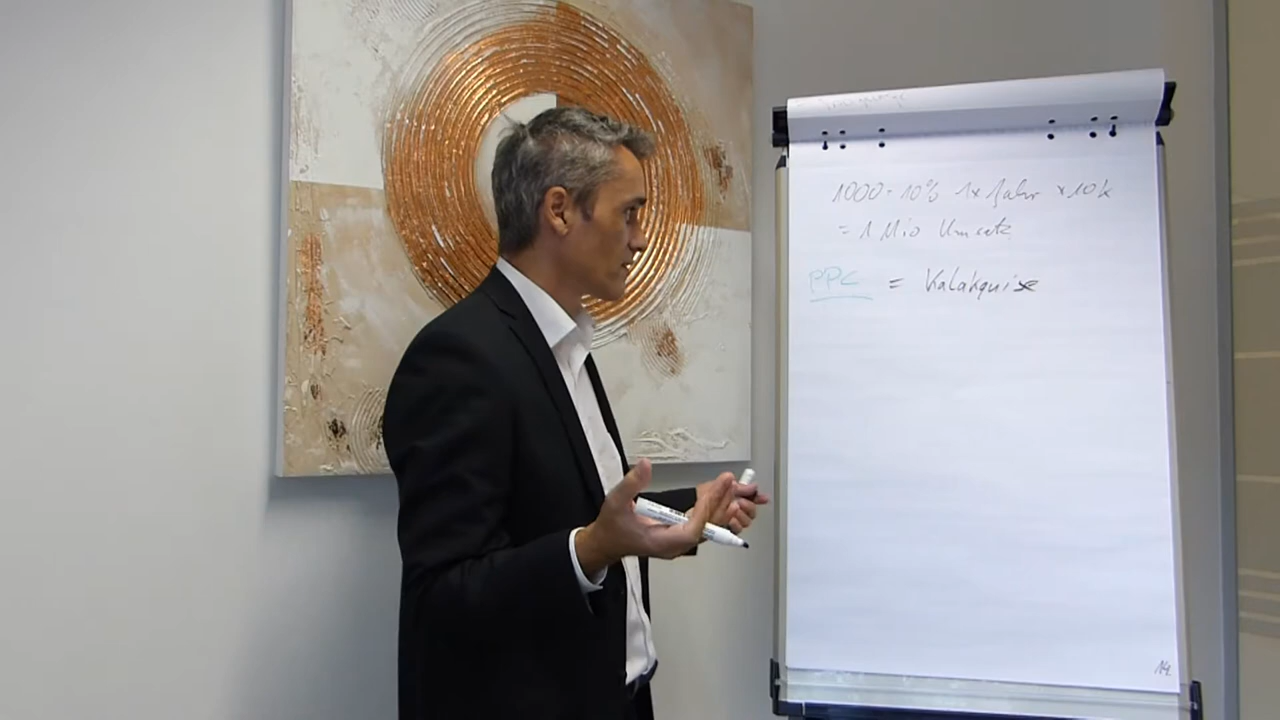 1000 = 10% 1x Jahr x 10k
= 1 Mio Umsatz
PPC = Kalakquise
14